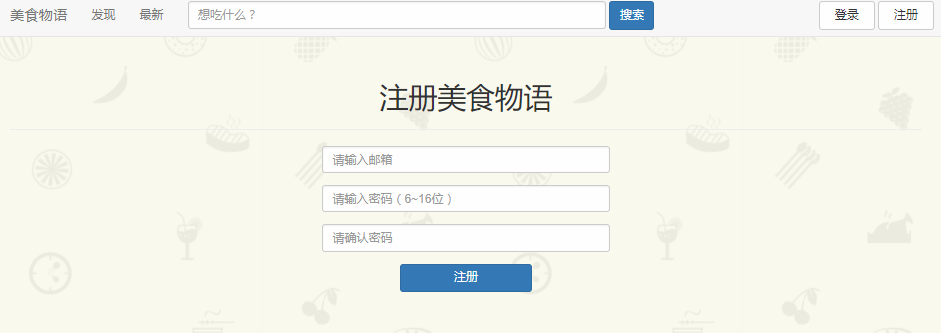 美食物语 发现 最新 想吃什么？ 搜索 登录 注册
注册美食物语
请输入邮箱
请输入密码（6~16位）
请确认密码
注册